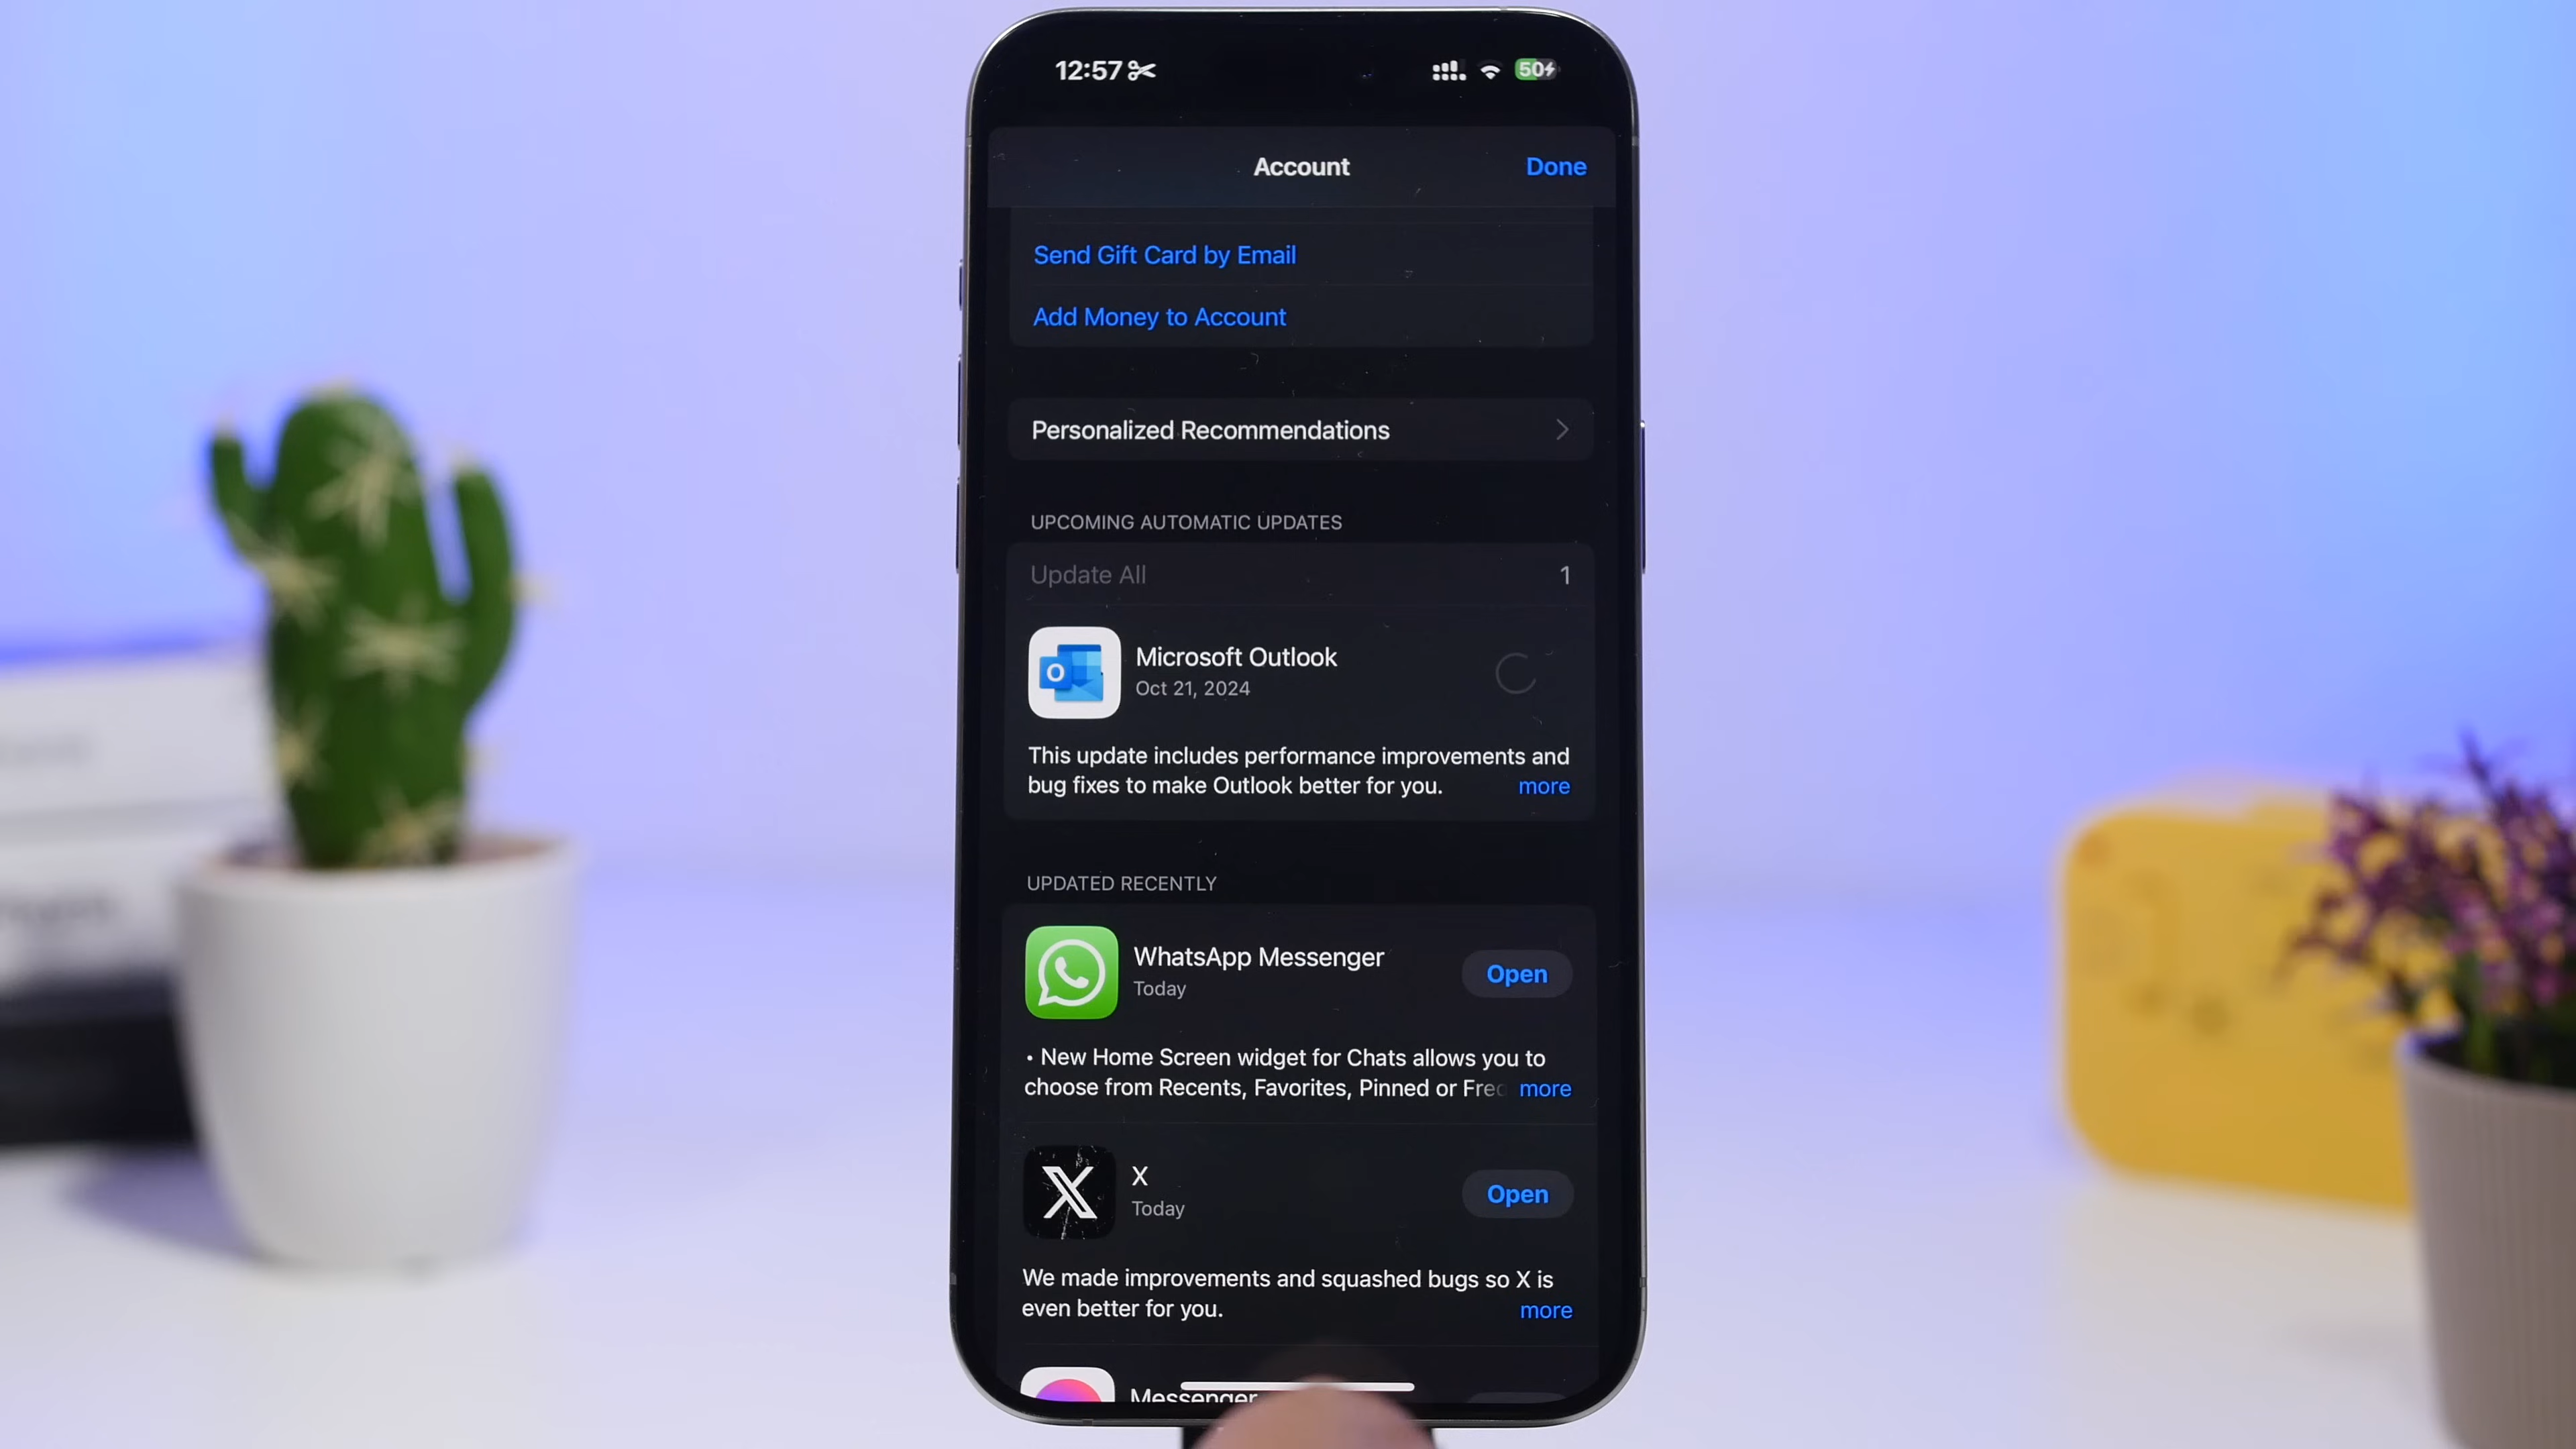 12:57
50
Account
Done
Send Gift Card by Email
Add Money to Account
Personalized Recommendations
UPCOMING AUTOMATIC UPDATES
Update All
1
Microsoft Outlook
Oct 21, 2024
This update includes performance improvements and
bug fixes to make Outlook better for you.
more
UPDATED RECENTLY
WhatsApp Messenger
Today
Open
• New Home Screen widget for Chats allows you to
choose from Recents, Favorites, Pinned or
more
X
Today
Open
We made improvements and squashed bugs so X is
even better for you.
more
Messenger